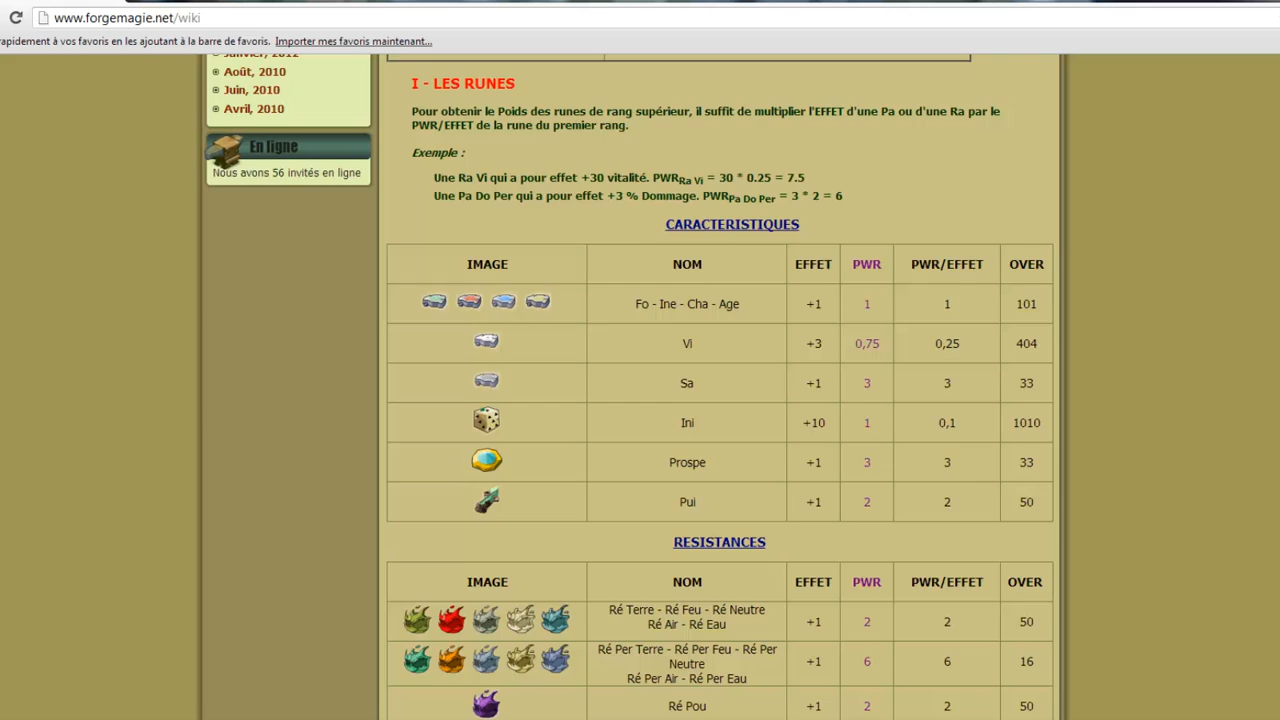 www.forgemagie.net/wiki
rapidement à vos favoris en les ajoutant à la barre de favoris. Importer mes favoris maintenant...
Janvier, 2012
Août, 2010
Juin, 2010
Avril, 2010
En ligne
Nous avons 56 invités en ligne
I - LES RUNES
Pour obtenir le Poids des runes de rang supérieur, il suffit de multiplier l'EFFET d'une Pa ou d'une Ra par le
PWR/EFFET de la rune du premier rang.
Exemple :
Une Ra Vi qui a pour effet +30 vitalité. PWRRa Vi = 30 * 0.25 = 7.5
Une Pa Do Per qui a pour effet +3 % Dommage. PWRPa Do Per = 3 * 2 = 6
CARACTERISTIQUES
IMAGE NOM EFFET PWR PWR/EFFET OVER
Fo - Ine - Cha - Age +1 1 1 101
Vi +3 0,75 0,25 404
Sa +1 3 3 33
Ini +10 1 0,1 1010
Prospe +1 3 3 33
Pui +1 2 2 50
RESISTANCES
IMAGE NOM EFFET PWR PWR/EFFET OVER
Ré Terre - Ré Feu - Ré Neutre
Ré Air - Ré Eau +1 2 2 50
Ré Per Terre - Ré Per Feu - Ré Per
Neutre +1 6 6 16
Ré Per Air - Ré Per Eau
Ré Pou +1 2 2 50